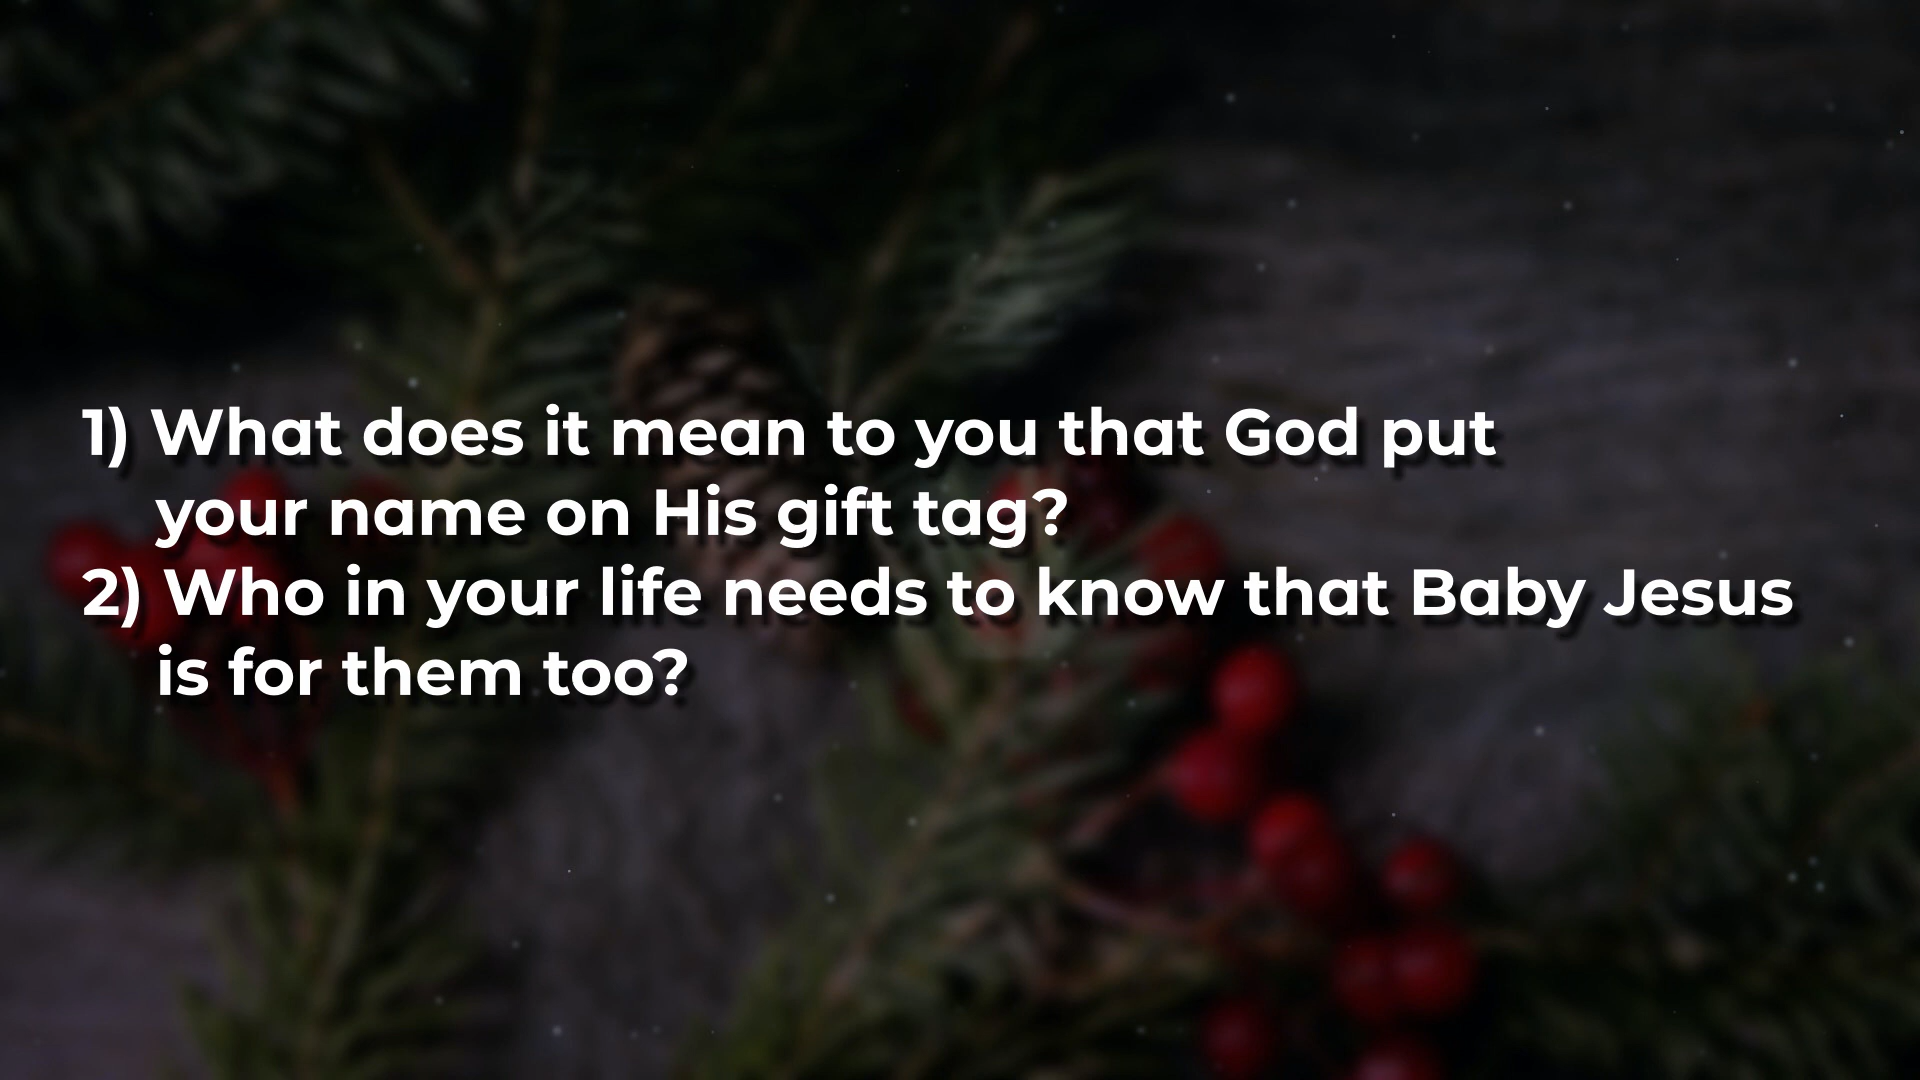 1) What does it mean to you that God put
your name on His gift tag?
2) Who in your life needs to know that Baby Jesus
is for them too?